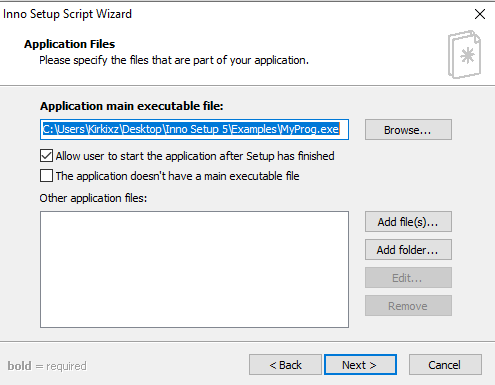 Inno Setup Script Wizard
Application Files
Please specify the files that are part of your application.
Application main executable file:
C:\Users\Kirkixz\Desktop\Inno Setup 5\Examples\MyProg.exe
Browse...
Allow user to start the application after Setup has finished
The application doesn't have a main executable file
Other application files:
Add file(s)...
Add folder...
Edit...
Remove
bold = required
< Back
Next >
Cancel